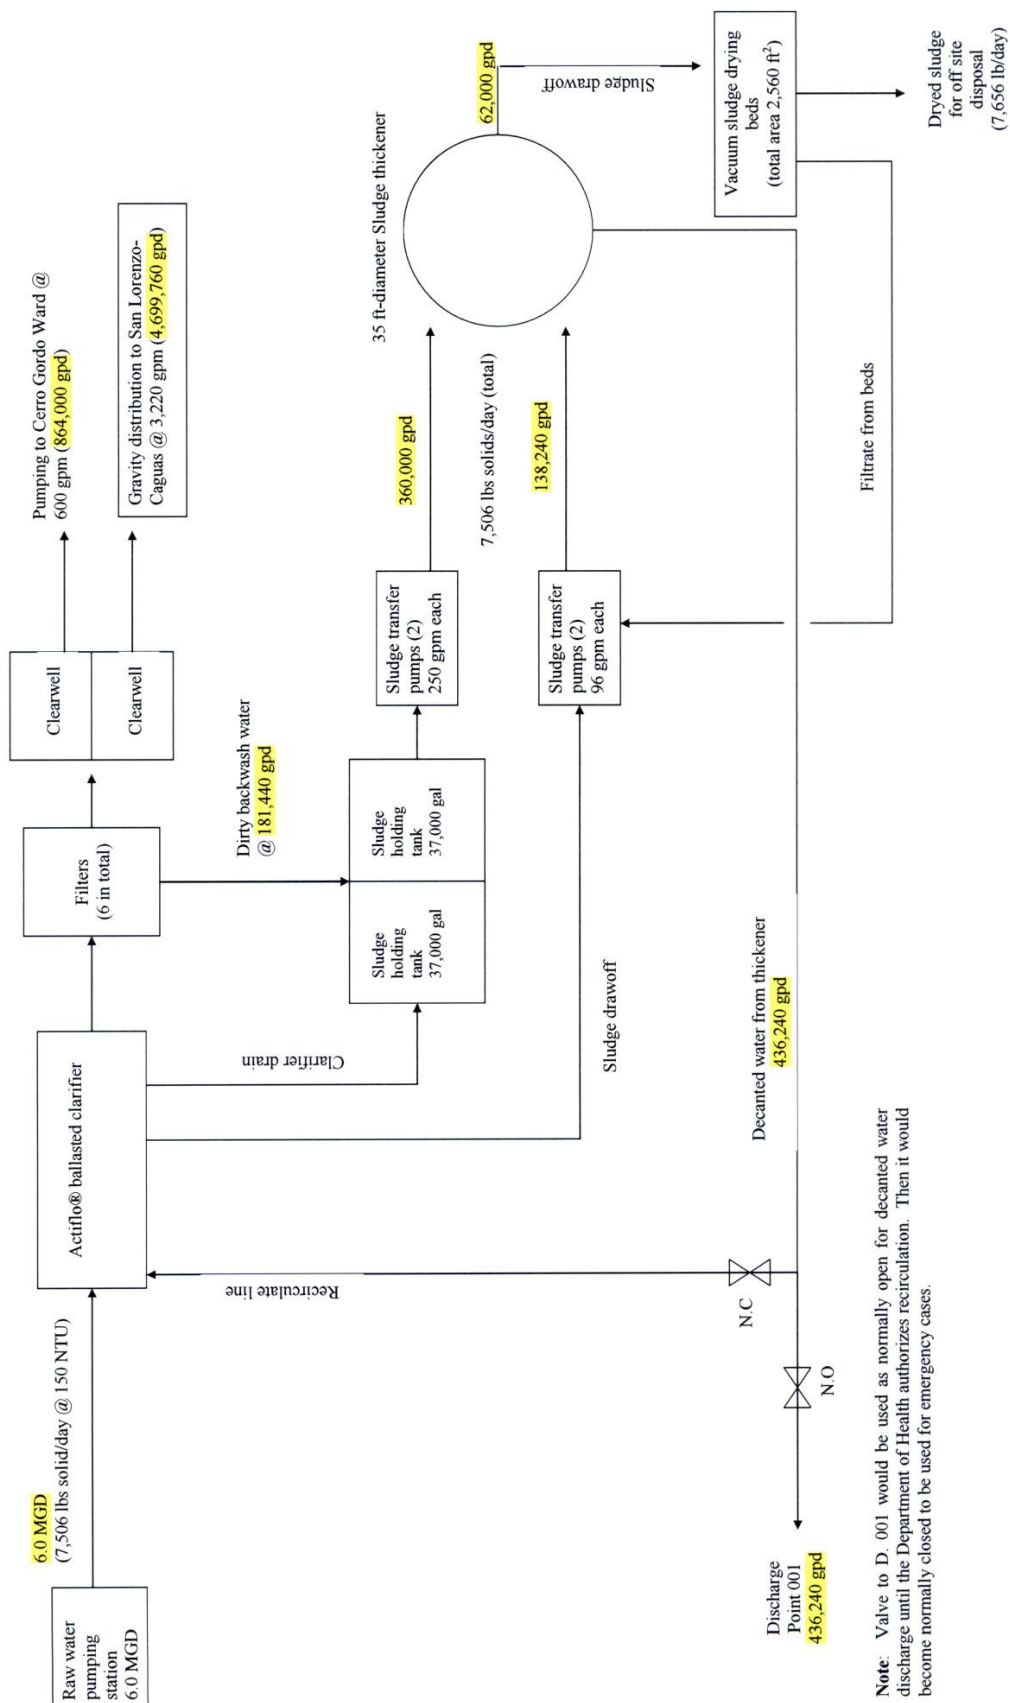 Raw water
pumping
station
6.0 MGD
6.0 MGD
(7,506 lbs solid/day @ 150 NTU)
Actiflo® ballasted clarifier
Filters
(6 in total)
Clearwell
Clearwell
Pumping to Cerro Gordo Ward @
600 gpm (864,000 gpd)
Gravity distribution to San Lorenzo-
Caguas @ 3,220 gpm (4,699,760 gpd)
Dirty backwash water
@ 181,440 gpd
Clarifier drain
Sludge
holding
tank
37,000 gal
Sludge
holding
tank
37,000 gal
Sludge transfer
pumps (2)
250 gpm each
360,000 gpd
35 ft-diameter Sludge thickener
7,506 lbs solids/day (total)
Sludge drawoff
Sludge transfer
pumps (2)
96 gpm each
138,240 gpd
62,000 gpd
Sludge drawoff
Vacuum sludge drying
beds
(total area 2,560 ft²)
Dryed sludge
for off site
disposal
(7,656 lb/day)
Filtrate from beds
Decanted water from thickener
436,240 gpd
Recirculate line
N.C
N.O
Discharge
Point 001
436,240 gpd
Note: Valve to D. 001 would be used as normally open for decanted water
discharge until the Department of Health authorizes recirculation. Then it would
become normally closed to be used for emergency cases.